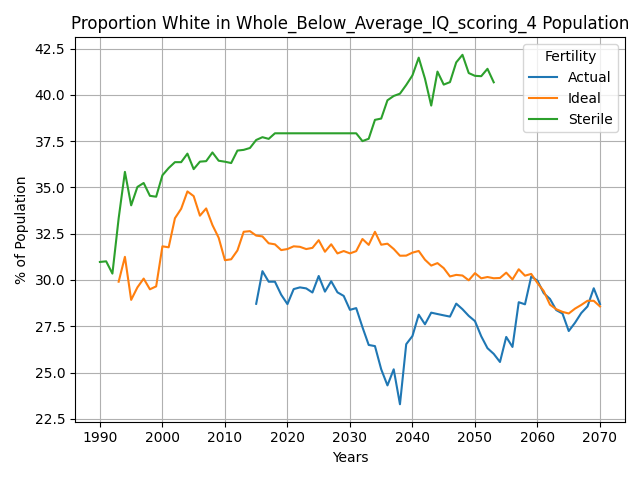 Proportion White in Whole_Below_Average_IQ_scoring_4 Population
42.5
40.0
37.5
35.0
32.5
30.0
27.5
25.0
22.5
% of Population
Fertility
Actual
Ideal
Sterile
1990 2000 2010 2020 2030 2040 2050 2060 2070
Years